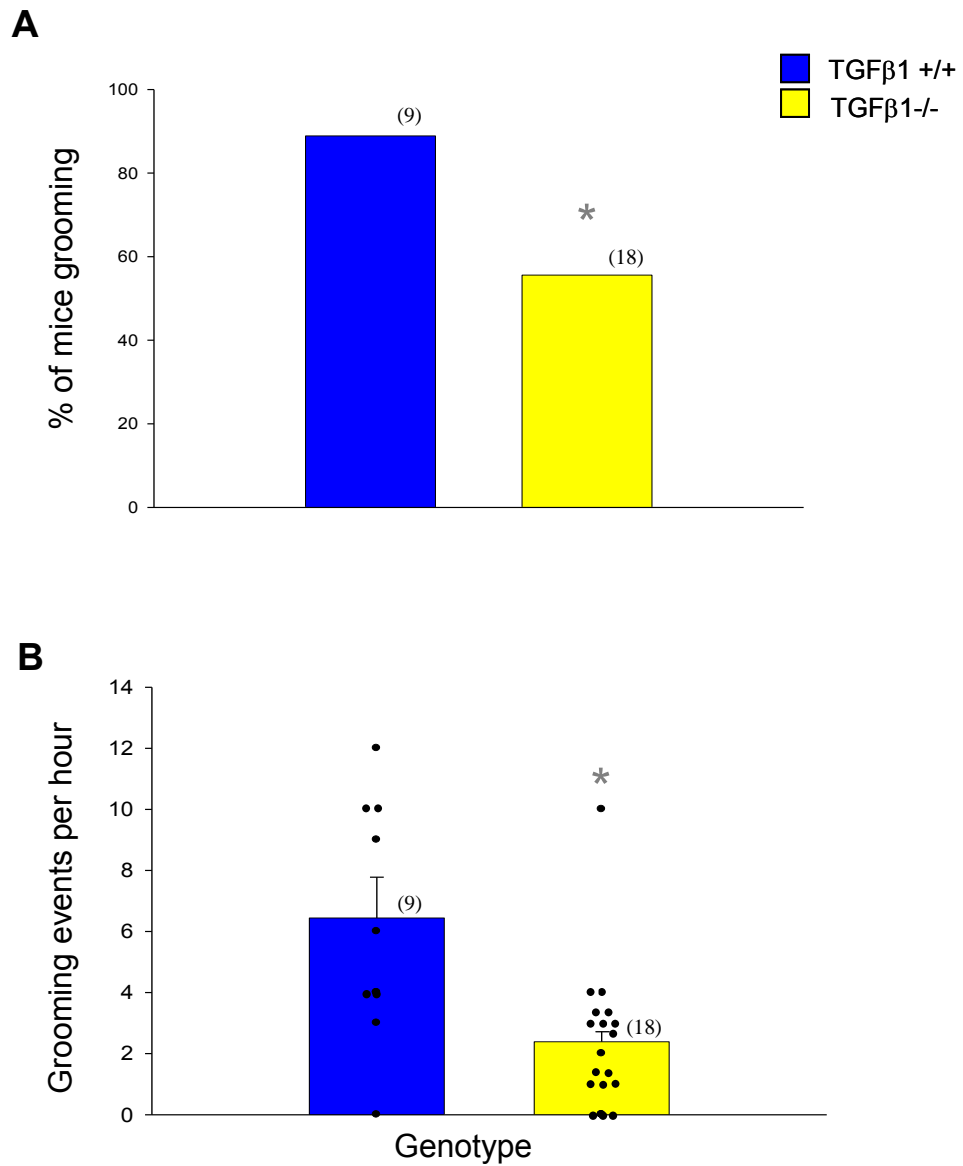 A
TGFβ1 +/+
TGFβ1-/-
% of mice grooming
100
80
60
40
20
0
(9)
*
(18)
B
Grooming events per hour
14
12
10
8
6
4
2
0
*
(9)
(18)
Genotype